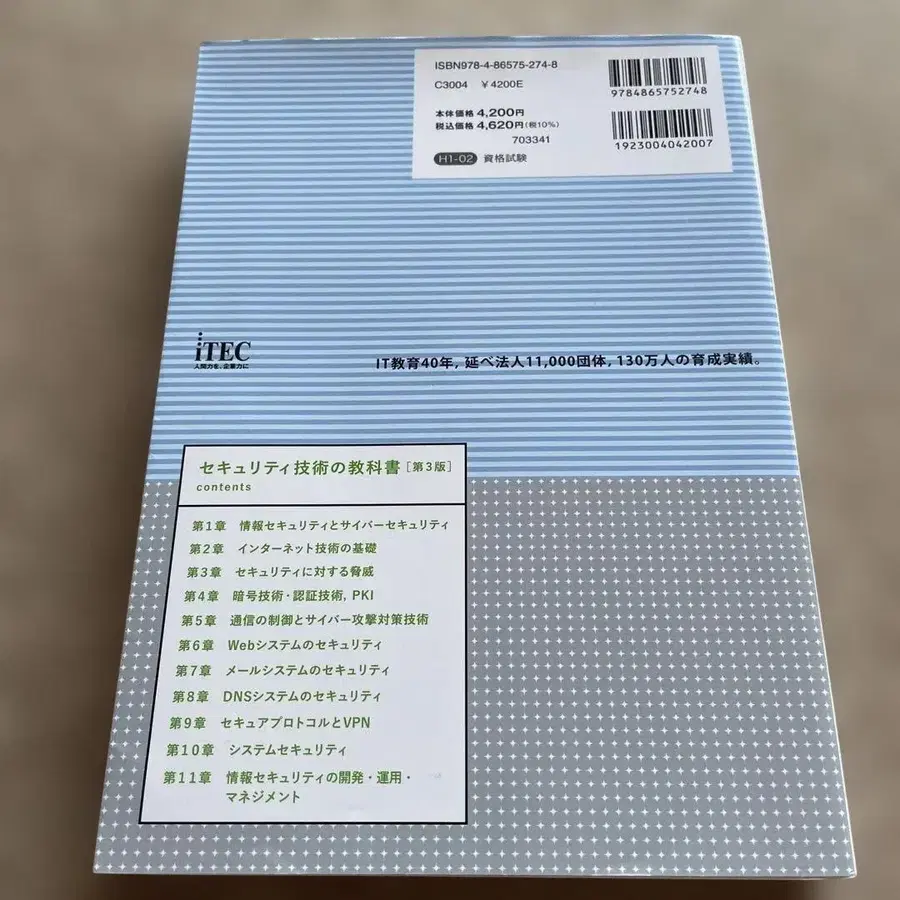 ISBN978-4-86575-274-8
C3004 ¥4200E
9784865752748
本体価格4,200円
税込価格4,620円(税10%)
703341
1923004042007
H1-02 資格試験
iTEC
人間力を、企業力に
IT教育40年, 延べ法人11,000団体, 130万人の育成実績。
セキュリティ技術の教科書[第3版]
contents
第1章 情報セキュリティとサイバーセキュリティ
第2章 インターネット技術の基礎
第3章 セキュリティに対する脅威
第4章 暗号技術・認証技術, PKI
第5章 通信の制御とサイバー攻撃対策技術
第6章 Webシステムのセキュリティ
第7章 メールシステムのセキュリティ
第8章 DNSシステムのセキュリティ
第9章 セキュアプロトコルとVPN
第10章 システムセキュリティ
第11章 情報セキュリティの開発・運用・
マネジメント